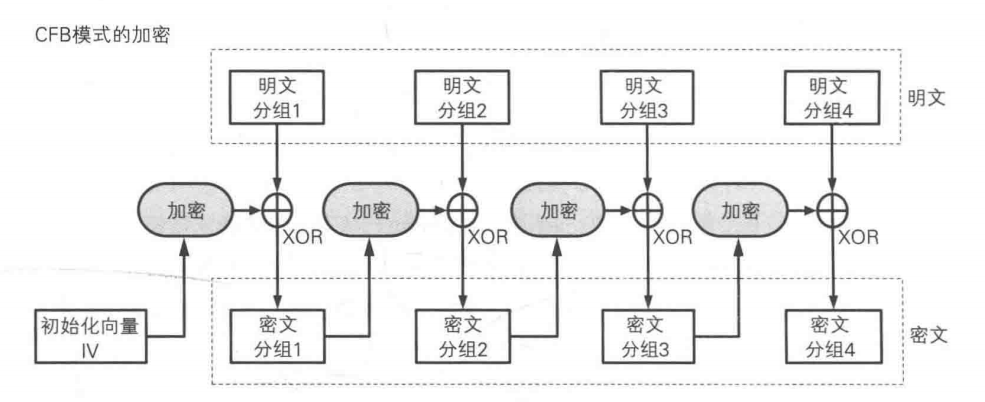 CFB模式的加密
明文
分组1
明文
分组2
明文
分组3
明文
分组4
明文
加密
加密
加密
加密
XOR
XOR
XOR
XOR
初始化向量
IV
密文
分组1
密文
分组2
密文
分组3
密文
分组4
密文